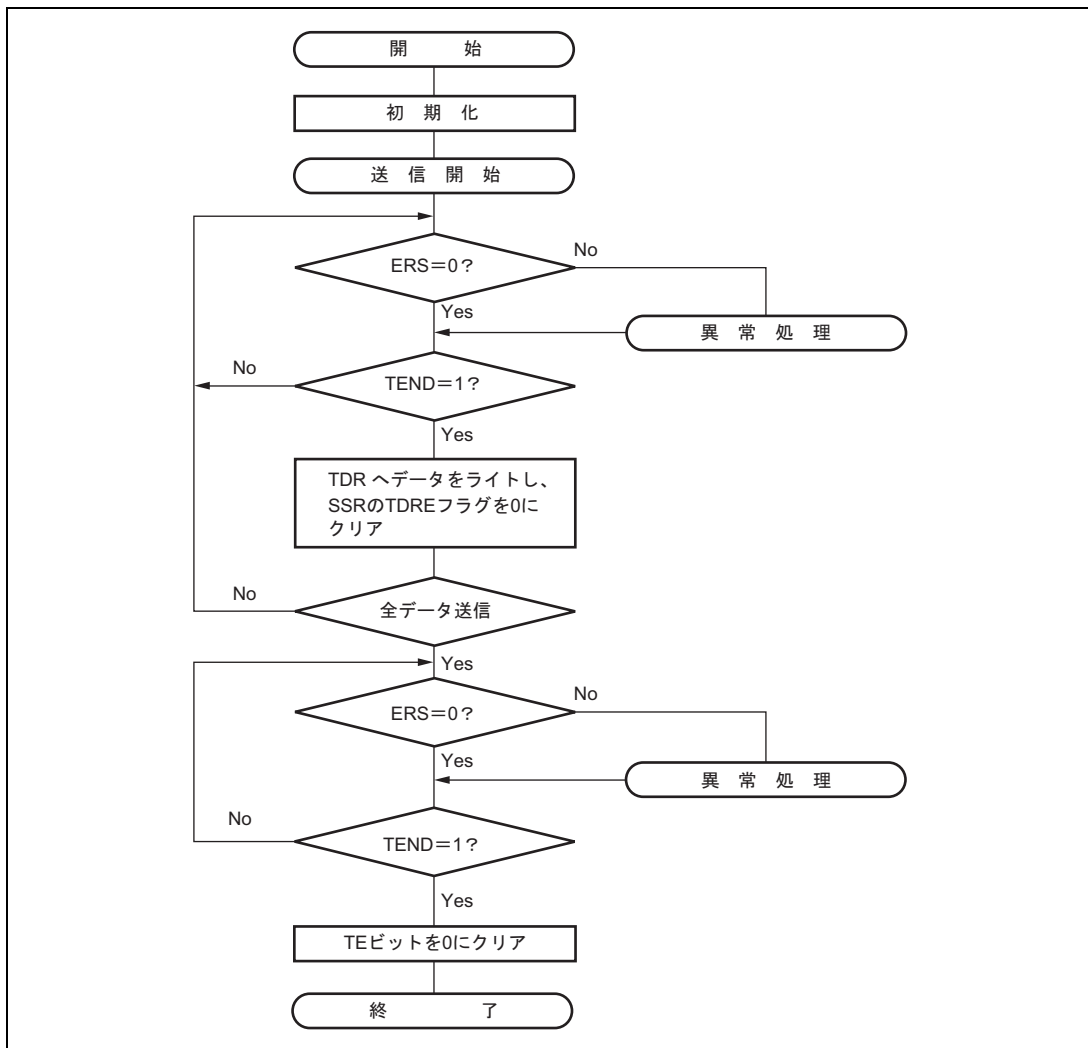 開 始
初 期 化
送 信 開 始
ERS=0?
No
Yes
異 常 処 理
No
TEND=1?
Yes
TDR へデータをライトし、
SSRのTDREフラグを0に
クリア
No
全データ送信
Yes
ERS=0?
No
Yes
異 常 処 理
No
TEND=1?
Yes
TEビットを0にクリア
終 了